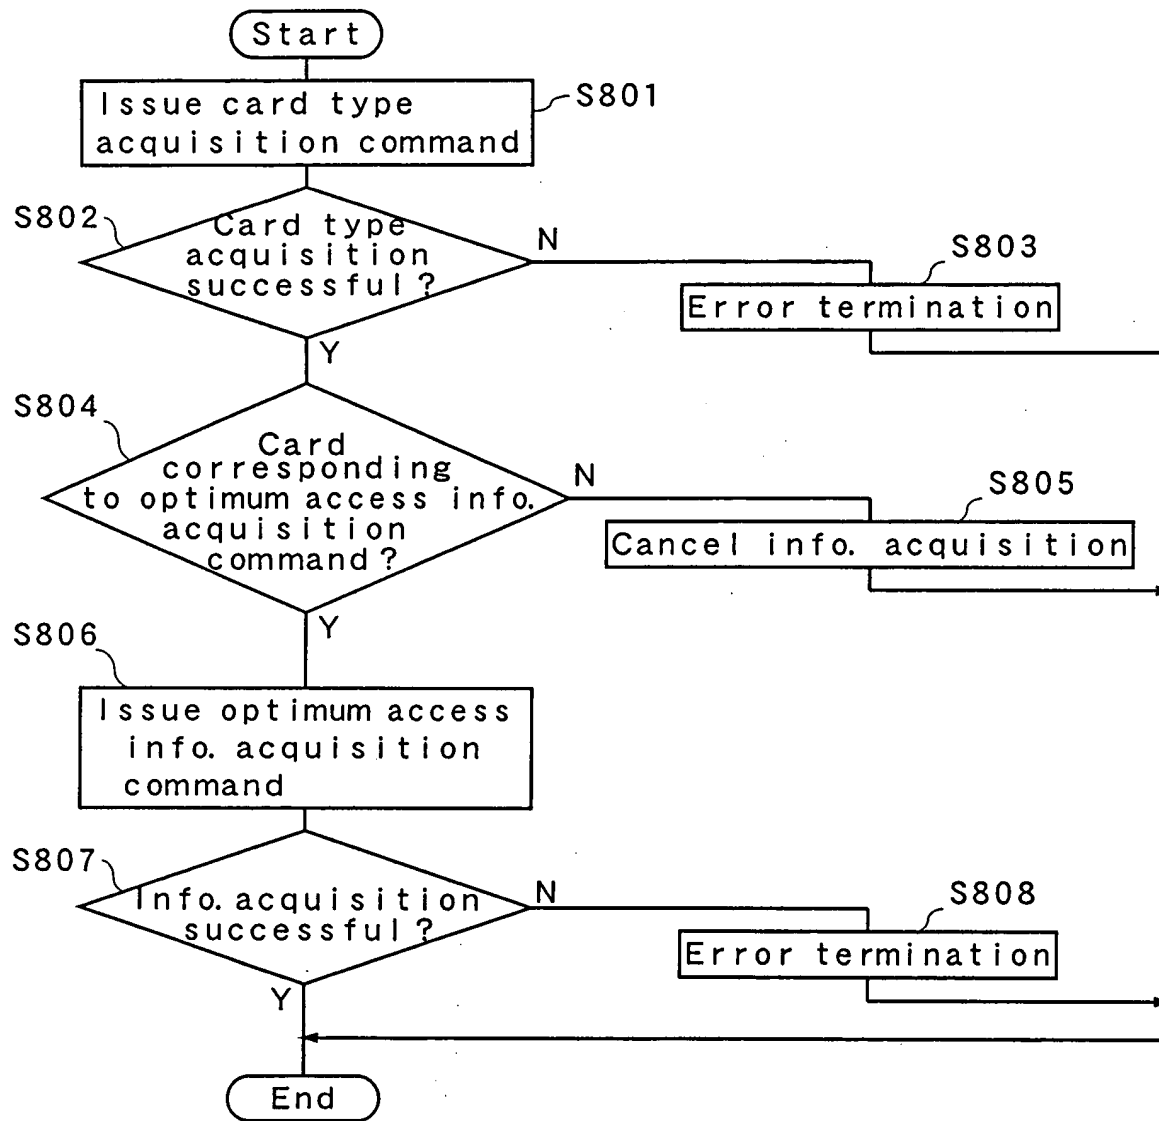 Start
Issue card type
acquisition command
S801
S802
Card type
acquisition
successful?
N
S803
Error termination
Y
S804
Card
corresponding
to optimum access info.
acquisition
command?
N
S805
Cancel info. acquisition
Y
S806
Issue optimum access
info. acquisition
command
S807
Info. acquisition
successful?
N
S808
Error termination
Y
End